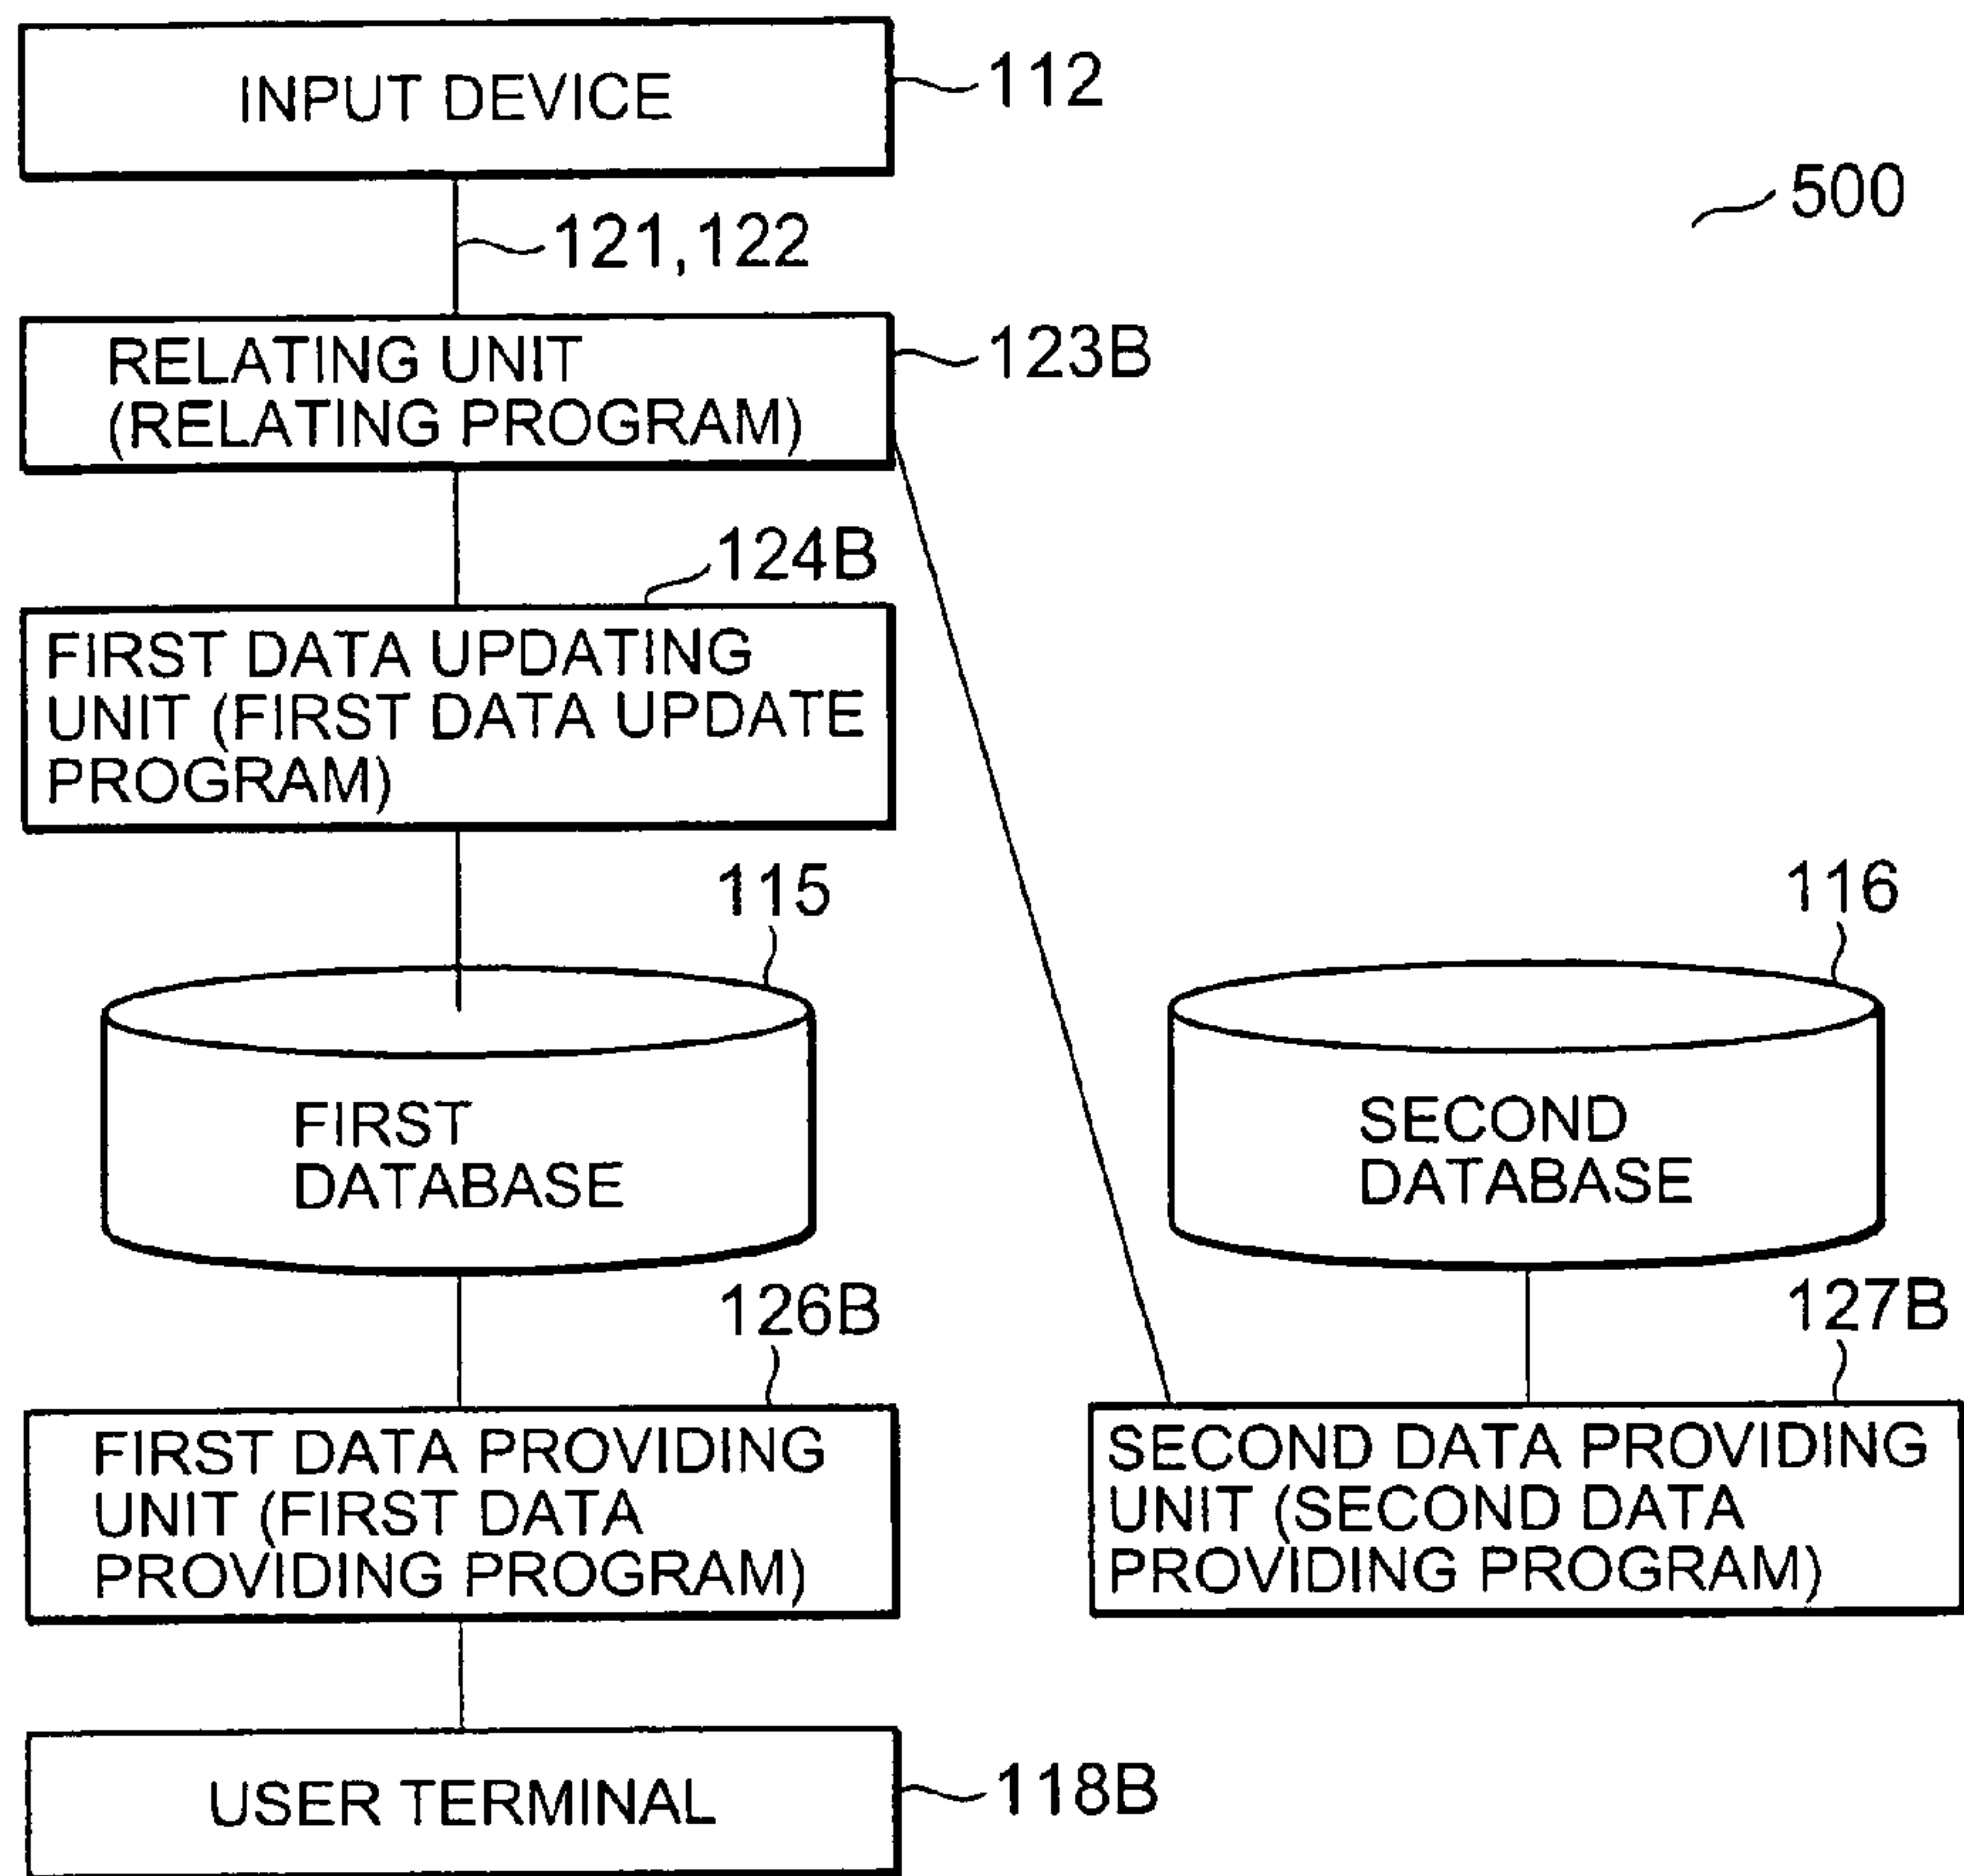 INPUT DEVICE
112
500
121,122
RELATING UNIT
(RELATING PROGRAM)
123B
124B
FIRST DATA UPDATING
UNIT (FIRST DATA UPDATE
PROGRAM)
115
116
FIRST
DATABASE
SECOND
DATABASE
126B
127B
FIRST DATA PROVIDING
UNIT (FIRST DATA
PROVIDING PROGRAM)
SECOND DATA PROVIDING
UNIT (SECOND DATA
PROVIDING PROGRAM)
USER TERMINAL
118B